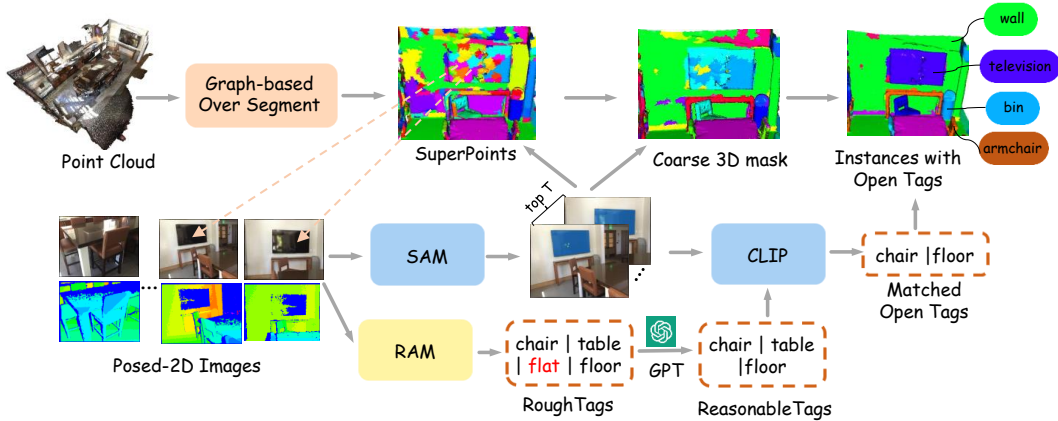 wall
television
bin
armchair
Graph-based
Over Segment
Point Cloud
SuperPoints
Coarse 3D mask
Instances with
Open Tags
top T
SAM
CLIP
chair |floor
Matched
Open Tags
...
...
Posed-2D Images
RAM
chair | table
| flat | floor
RoughTags
GPT
chair | table
|floor
ReasonableTags